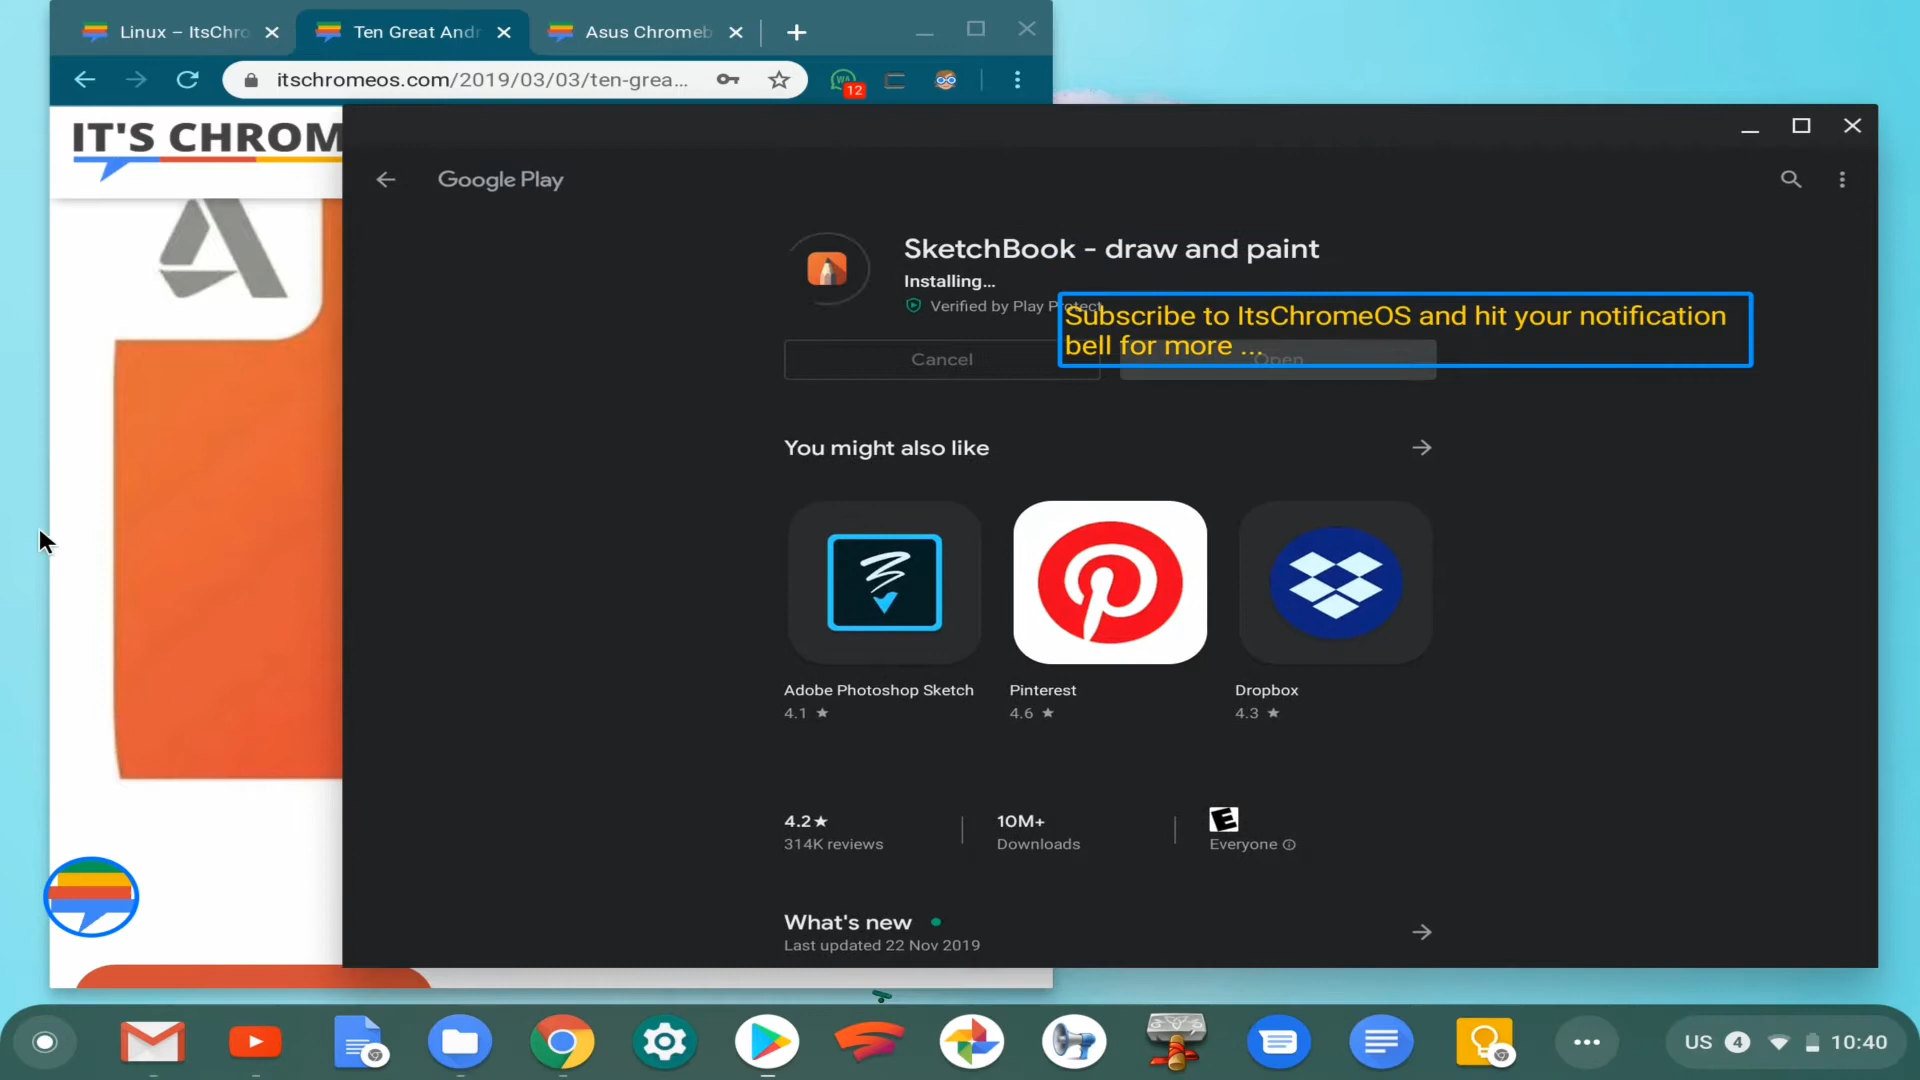 Linux – ItsChro
Ten Great Andr
Asus Chromeb
itschromeos.com/2019/03/03/ten-grea...
WA
12
IT'S CHROM
Google Play
SketchBook - draw and paint
Installing...
Verified by Play Protect
Subscribe to ItsChromeOS and hit your notification
bell for more ...
Cancel
Open
You might also like
Adobe Photoshop Sketch
Pinterest
Dropbox
4.1 ★
4.6 ★
4.3 ★
4.2★
10M+
E
314K reviews
Downloads
Everyone
What's new
Last updated 22 Nov 2019
US 4 10:40